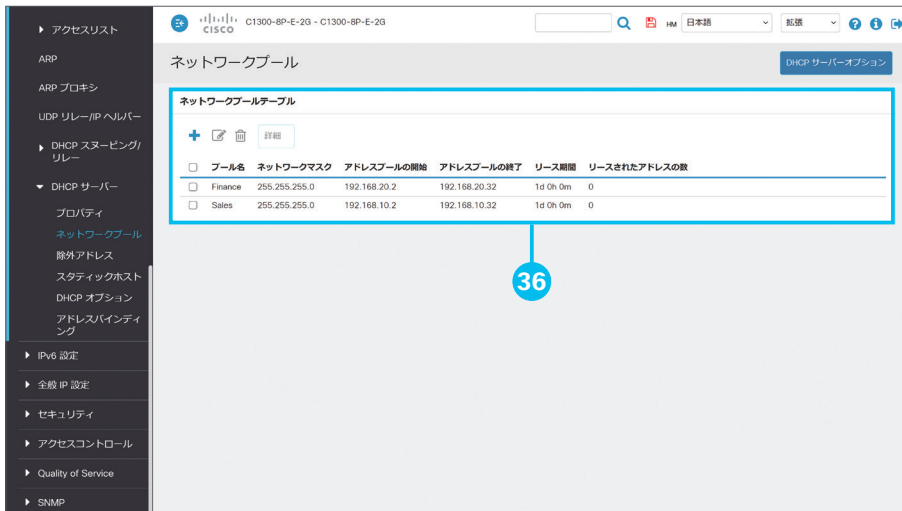 アクセスリスト
ARP
ARP プロキシ
UDP リレー/IP ヘルパー
DHCP スヌーピング/
リレー
DHCP サーバー
プロパティ
ネットワークプール
除外アドレス
スタティックホスト
DHCP オプション
アドレスバインディ
ング
IPv6 設定
全般 IP 設定
セキュリティ
アクセスコントロール
Quality of Service
SNMP
CISCO C1300-8P-E-2G - C1300-8P-E-2G HM 日本語 拡張
ネットワークプール DHCP サーバーオプション
ネットワークプールテーブル
詳細
プール名 ネットワークマスク アドレスプールの開始 アドレスプールの終了 リース期間 リースされたアドレスの数
Finance 255.255.255.0 192.168.20.2 192.168.20.32 1d 0h 0m 0
Sales 255.255.255.0 192.168.10.2 192.168.10.32 1d 0h 0m 0
36